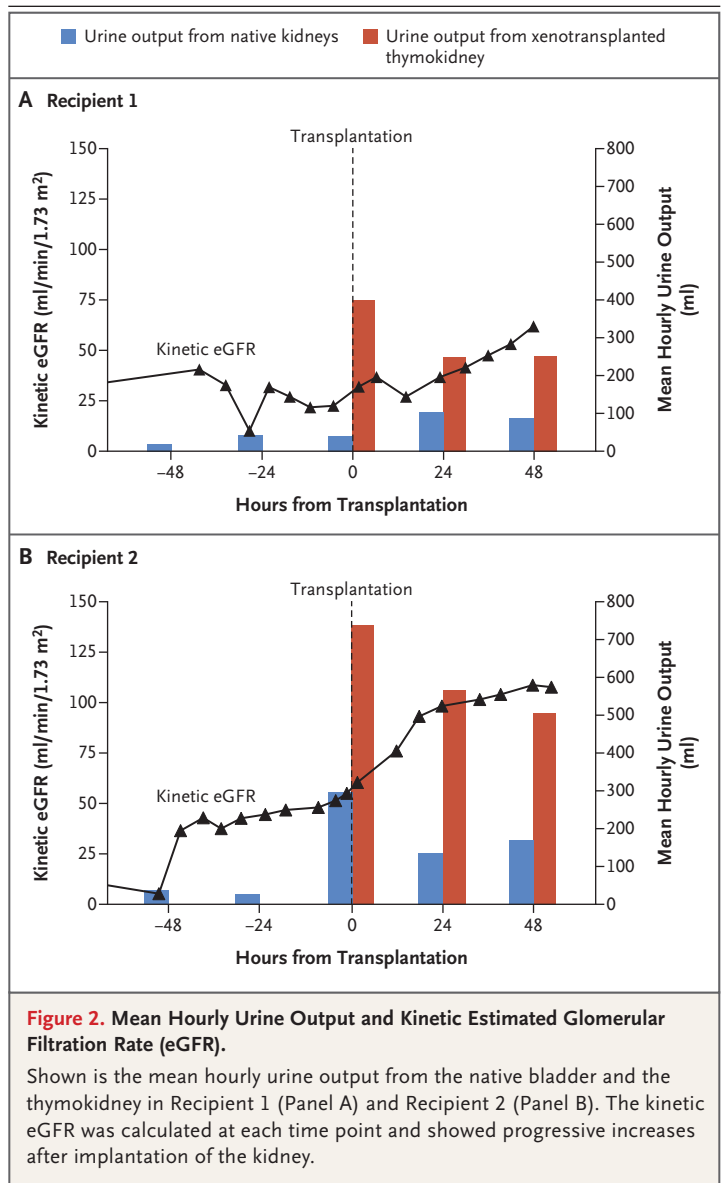 Urine output from native kidneys
Urine output from xenotransplanted
thymokidney
A Recipient 1
Transplantation
150
125
100
75
50
25
0
Kinetic eGFR (ml/min/1.73 m²)
Kinetic eGFR
800
700
600
500
400
300
200
100
0
Mean Hourly Urine Output
(ml)
−48
−24
0
24
48
Hours from Transplantation
B Recipient 2
Transplantation
150
125
100
75
50
25
0
Kinetic eGFR (ml/min/1.73 m²)
Kinetic eGFR
800
700
600
500
400
300
200
100
0
Mean Hourly Urine Output
(ml)
−48
−24
0
24
48
Hours from Transplantation
Figure 2. Mean Hourly Urine Output and Kinetic Estimated Glomerular
Filtration Rate (eGFR).
Shown is the mean hourly urine output from the native bladder and the
thymokidney in Recipient 1 (Panel A) and Recipient 2 (Panel B). The kinetic
eGFR was calculated at each time point and showed progressive increases
after implantation of the kidney.